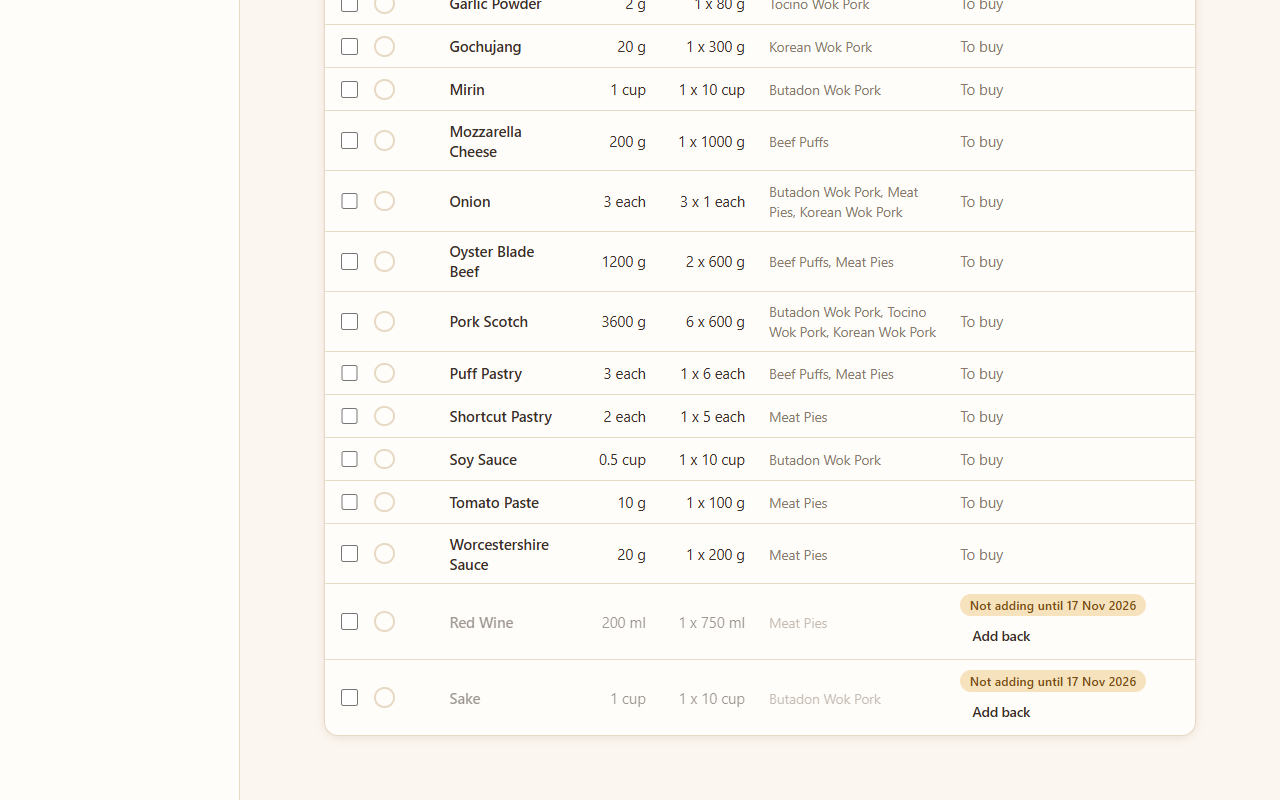 Garlic Powder 2 g 1 x 80 g Tocino Wok Pork To buy
Gochujang 20 g 1 x 300 g Korean Wok Pork To buy
Mirin 1 cup 1 x 10 cup Butadon Wok Pork To buy
Mozzarella
Cheese 200 g 1 x 1000 g Beef Puffs To buy
Onion 3 each 3 x 1 each Butadon Wok Pork, Meat
Pies, Korean Wok Pork To buy
Oyster Blade
Beef 1200 g 2 x 600 g Beef Puffs, Meat Pies To buy
Pork Scotch 3600 g 6 x 600 g Butadon Wok Pork, Tocino
Wok Pork, Korean Wok Pork To buy
Puff Pastry 3 each 1 x 6 each Beef Puffs, Meat Pies To buy
Shortcut Pastry 2 each 1 x 5 each Meat Pies To buy
Soy Sauce 0.5 cup 1 x 10 cup Butadon Wok Pork To buy
Tomato Paste 10 g 1 x 100 g Meat Pies To buy
Worcestershire
Sauce 20 g 1 x 200 g Meat Pies To buy
Red Wine 200 ml 1 x 750 ml Meat Pies Not adding until 17 Nov 2026
Add back
Sake 1 cup 1 x 10 cup Butadon Wok Pork Not adding until 17 Nov 2026
Add back